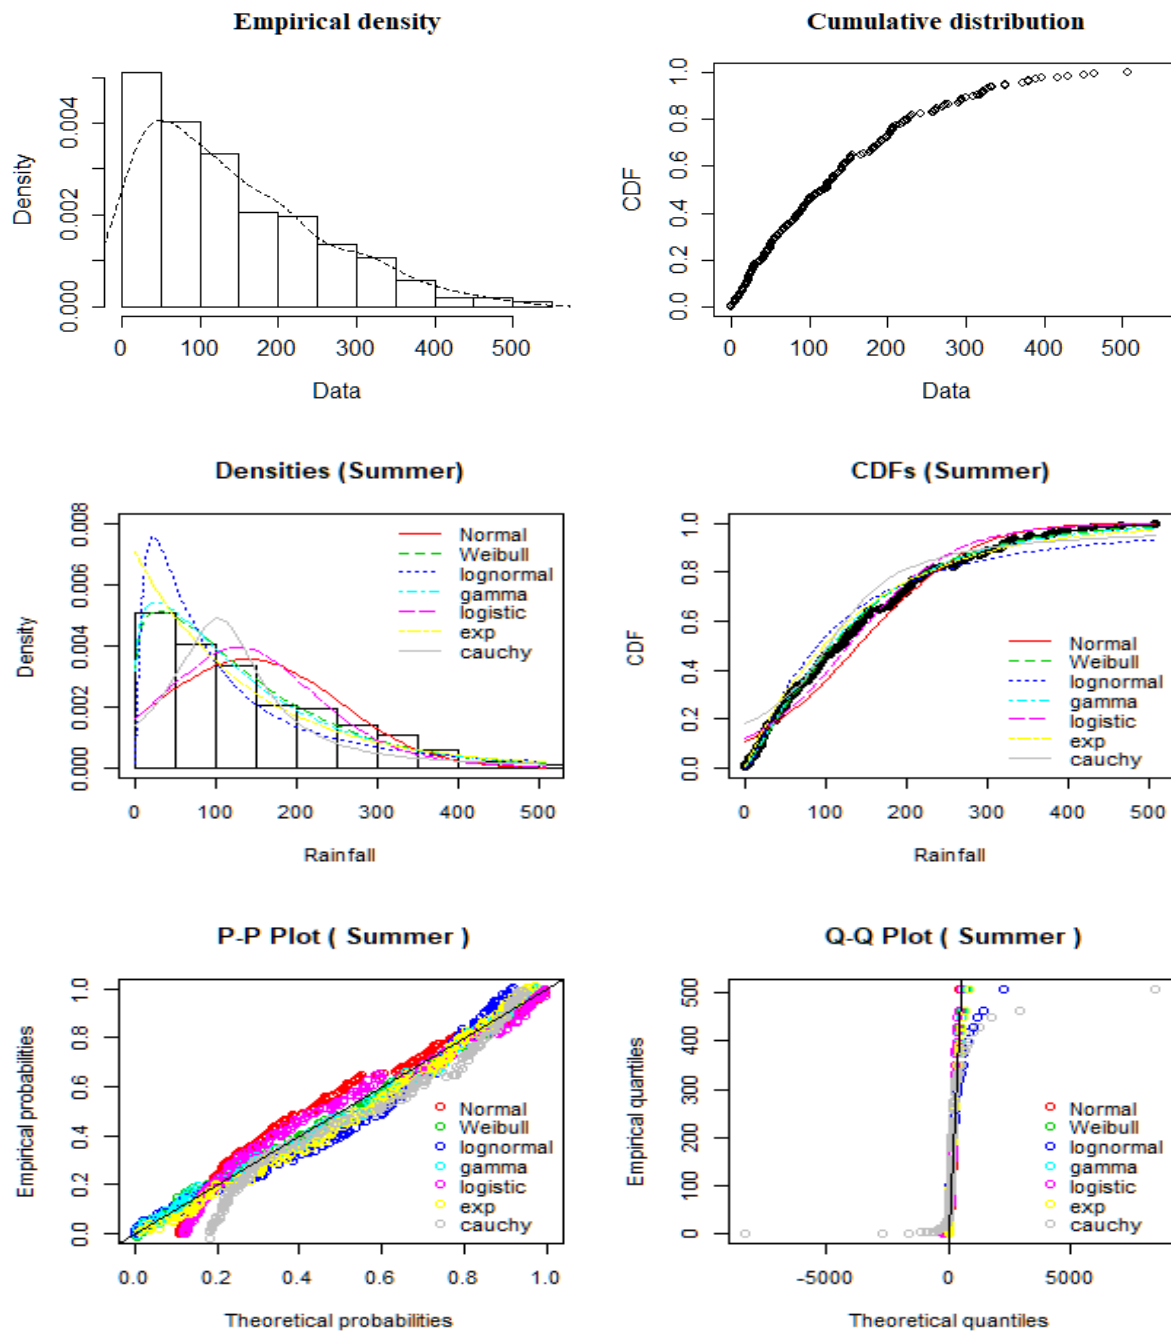 Empirical density
Density
0.000
0.002
0.004
0 100 200 300 400 500
Data
Cumulative distribution
CDF
0.0 0.2 0.4 0.6 0.8 1.0
0 100 200 300 400 500
Data
Densities (Summer)
Density
0.000 0.002 0.004 0.006 0.008
Normal
Weibull
lognormal
gamma
logistic
exp
cauchy
0 100 200 300 400 500
Rainfall
CDFs (Summer)
CDF
0.0 0.2 0.4 0.6 0.8 1.0
Normal
Weibull
lognormal
gamma
logistic
exp
cauchy
0 100 200 300 400 500
Rainfall
P-P Plot ( Summer )
Empirical probabilities
0.0 0.2 0.4 0.6 0.8 1.0
Normal
Weibull
lognormal
gamma
logistic
exp
cauchy
0.0 0.2 0.4 0.6 0.8 1.0
Theoretical probabilities
Q-Q Plot ( Summer )
Empirical quantiles
0 100 200 300 400 500
Normal
Weibull
lognormal
gamma
logistic
exp
cauchy
-5000 0 5000
Theoretical quantiles